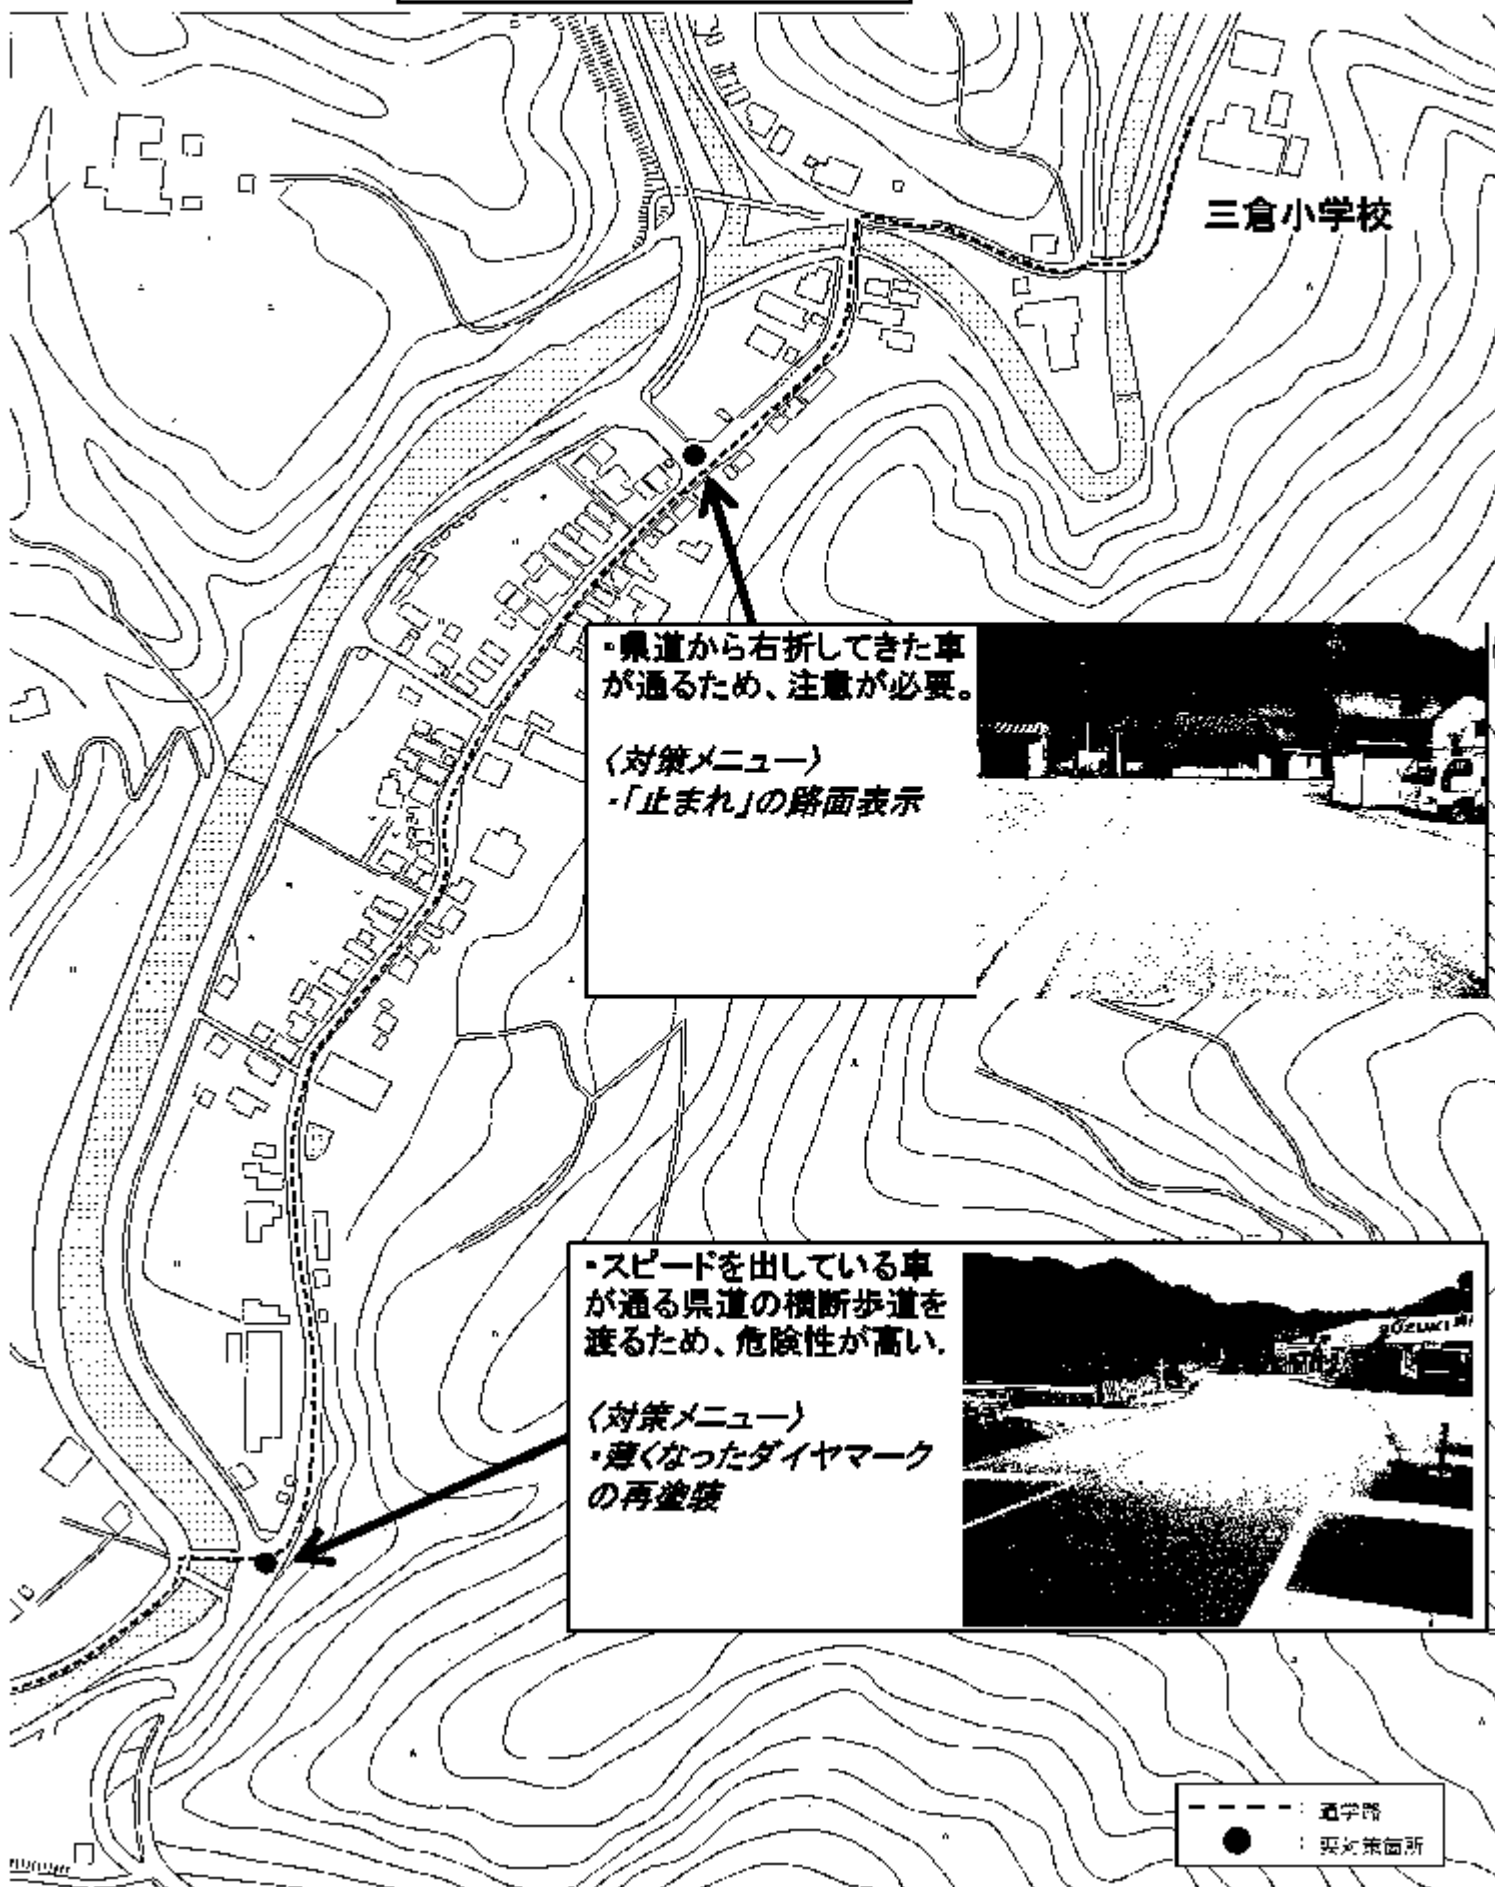 三倉小学校
・県道から右折してきた車
が通るため、注意が必要。
〈対策メニュー〉
・「止まれ」の路面表示
・スピードを出している車
が通る県道の横断歩道を
渡るため、危険性が高い.
〈対策メニュー〉
・薄くなったダイヤマーク
の再塗装
SUZUKI
: 通学路
: 要対策箇所